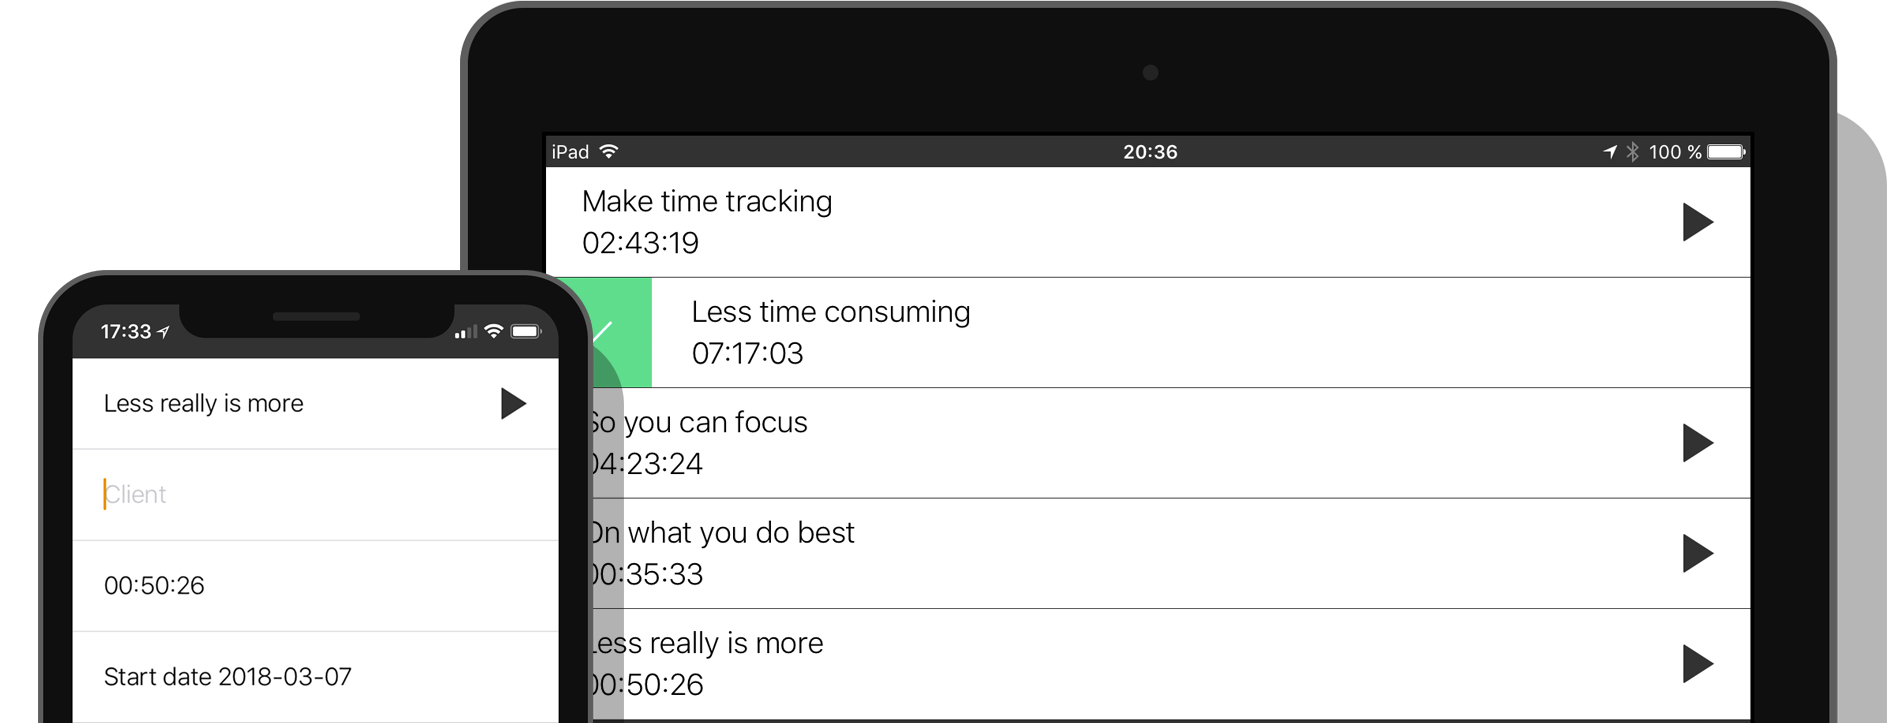 iPad 20:36 100 %
Make time tracking
02:43:19
Less time consuming
07:17:03
So you can focus
04:23:24
On what you do best
00:35:33
Less really is more
00:50:26
17:33
Less really is more
Client
00:50:26
Start date 2018-03-07